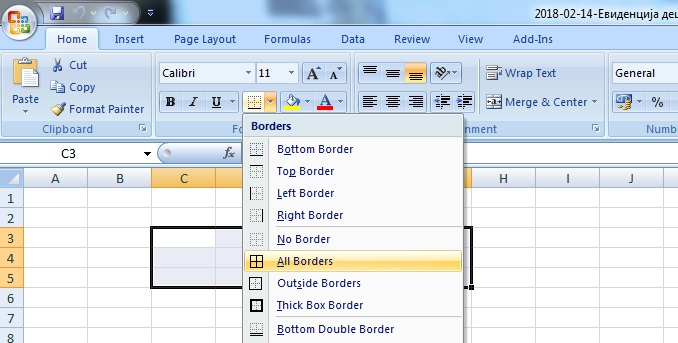 2018-02-14-Евиденција де
Home Insert Page Layout Formulas Data Review View Add-Ins
Paste
Cut
Copy
Format Painter
Clipboard
Calibri 11 A A
B I U A
Wrap Text
Merge & Center
General
%
Numb
C3 fx
Borders
Bottom Border
Top Border
Left Border
Right Border
No Border
All Borders
Outside Borders
Thick Box Border
Bottom Double Border
A B C H I J
1
2
3
4
5
6
7
8